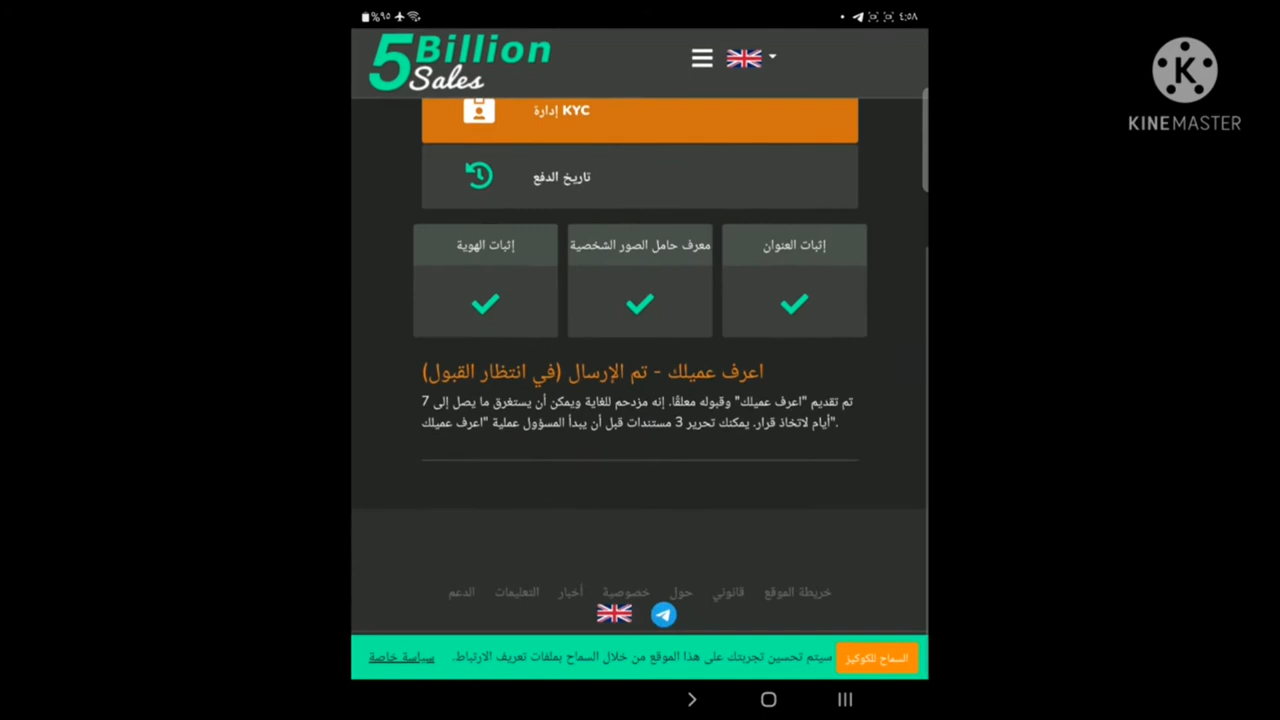 ٤:٥٨
%٩٥
5Billion
Sales
KINEMASTER
إدارة KYC
تاريخ الدفع
إثبات العنوان
معرف حامل الصور الشخصية
إثبات الهوية
اعرف عميلك - تم الإرسال (في انتظار القبول)
تم تقديم "اعرف عميلك" وقبوله معلقًا. إنه مزدحم للغاية ويمكن أن يستغرق ما يصل إلى 7
أيام لاتخاذ قرار. يمكنك تحرير 3 مستندات قبل أن يبدأ المسؤول عملية "اعرف عميلك".
خريطة الموقع
قانوني
حول
خصوصية
أخبار
التعليمات
الدعم
السماح للكوكيز
سيتم تحسين تجربتك على هذا الموقع من خلال السماح بملفات تعريف الارتباط. سياسة خاصة